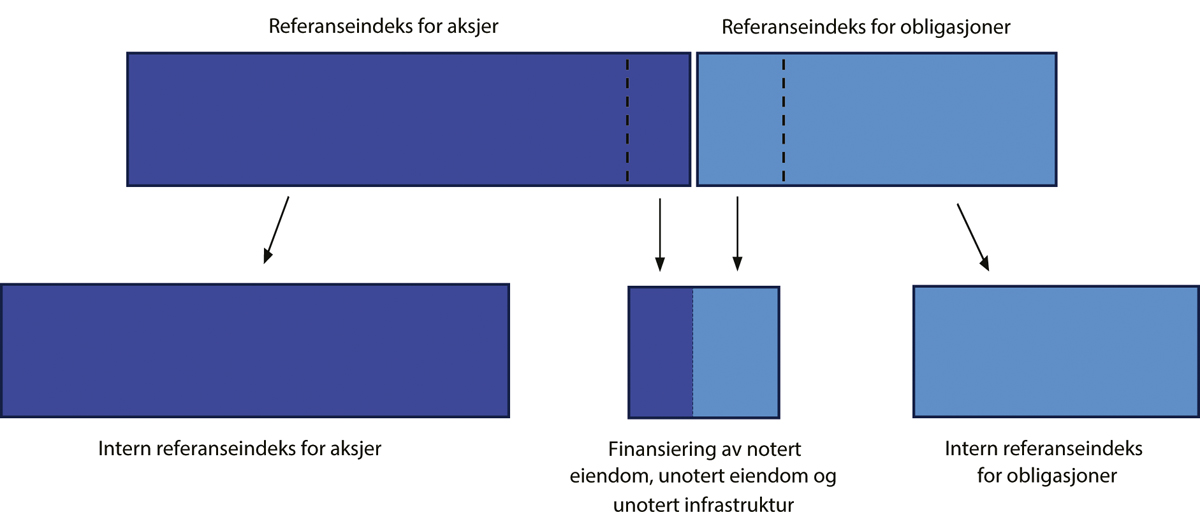 Referanseindeks for aksjer
Referanseindeks for obligasjoner
Intern referanseindeks for aksjer
Finansiering av notert
eiendom, unotert eiendom og
unotert infrastruktur
Intern referanseindeks
for obligasjoner